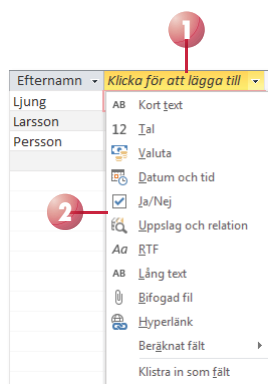 1
Efternamn Klicka för att lägga till
Ljung
Larsson
Persson
AB Kort text
12 Tal
Valuta
Datum och tid
2
Ja/Nej
Uppslag och relation
Aa RTF
AB Lång text
Bifogad fil
Hyperlänk
Beräknat fält
Klistra in som fält